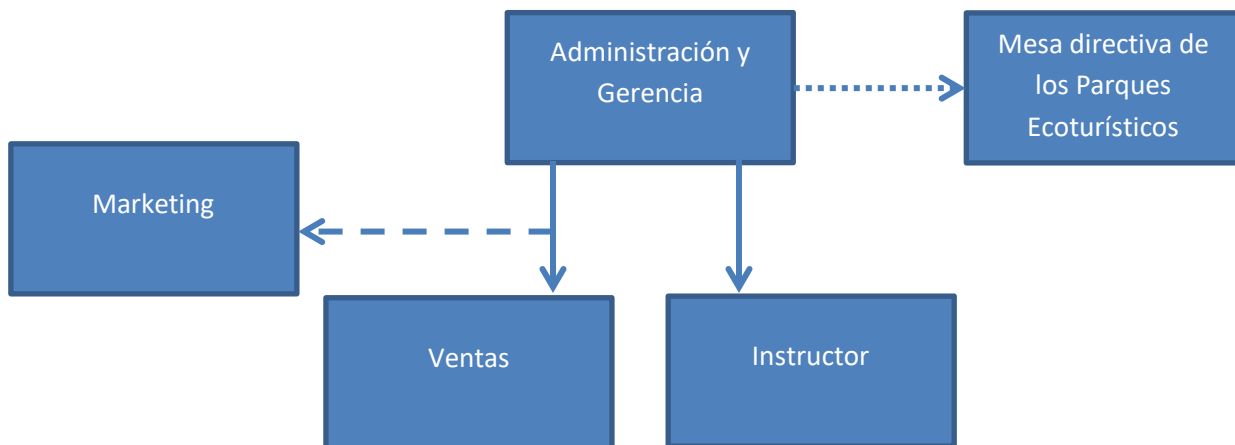 Administración y
Gerencia
Mesa directiva de
los Parques
Ecoturísticos
Marketing
Ventas
Instructor